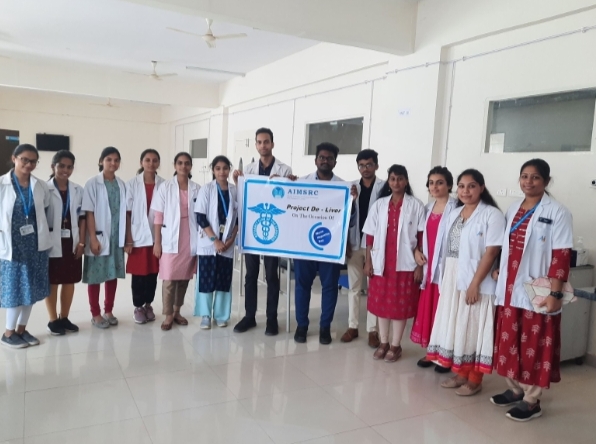 AIMSRC
Project De - Liver
On The Occasion Of